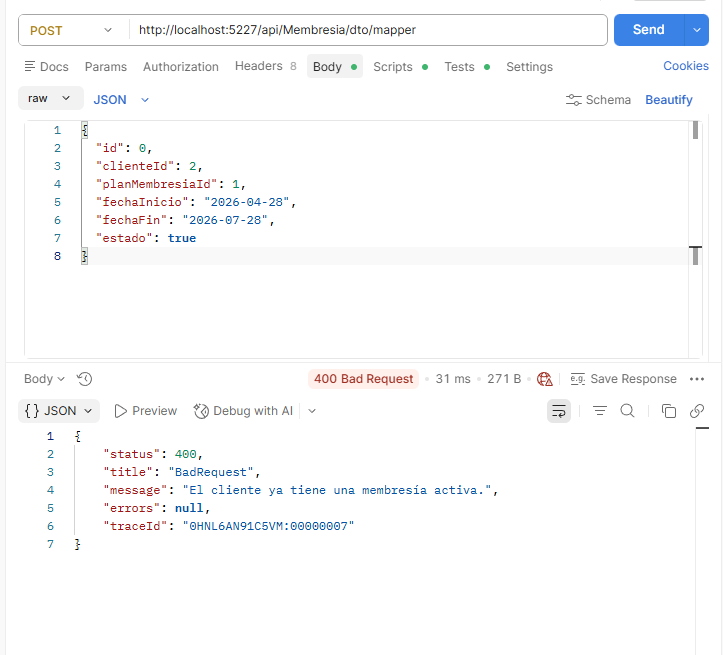 POST http://localhost:5227/api/Membresia/dto/mapper Send
Docs Params Authorization Headers 8 Body Scripts Tests Settings Cookies
raw JSON Schema Beautify
1 {
2 "id": 0,
3 "clienteId": 2,
4 "planMembresiaId": 1,
5 "fechaInicio": "2026-04-28",
6 "fechaFin": "2026-07-28",
7 "estado": true
8 }
Body 400 Bad Request • 31 ms • 271 B • e.g. Save Response
{} JSON Preview Debug with AI
1 {
2 "status": 400,
3 "title": "BadRequest",
4 "message": "El cliente ya tiene una membresía activa.",
5 "errors": null,
6 "traceId": "0HNL6AN91C5VM:00000007"
7 }